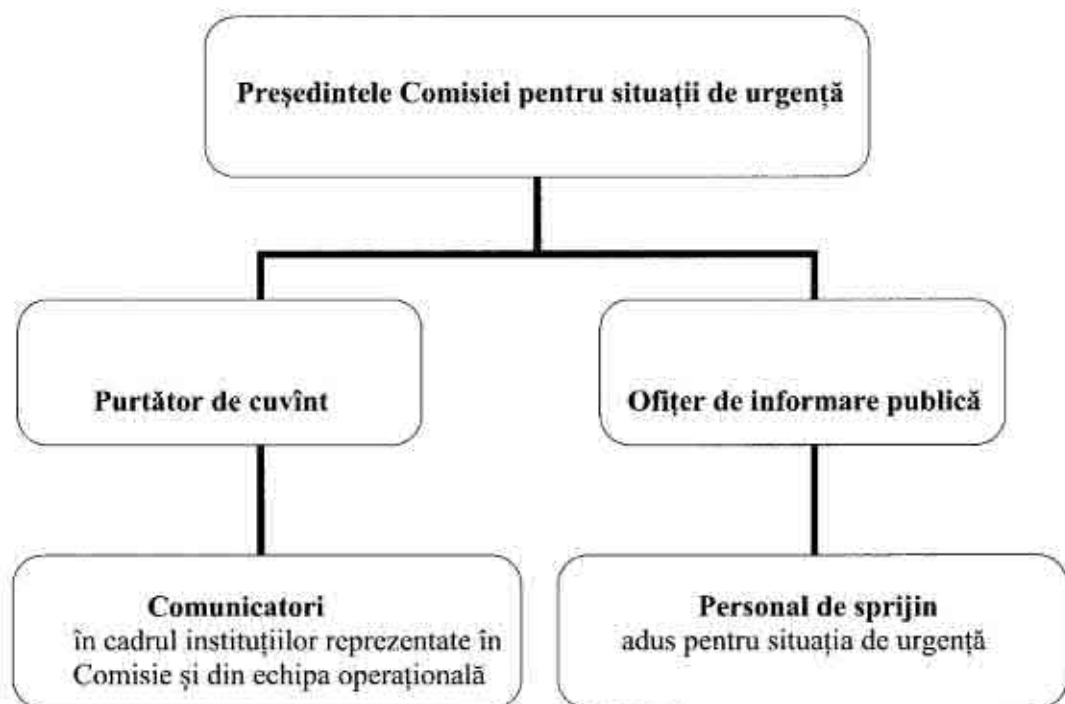 Președintele Comisiei pentru situații de urgență
Purtător de cuvînt
Ofițer de informare publică
Comunicatori
în cadrul instituțiilor reprezentate în
Comisie și din echipa operațională
Personal de sprijin
adus pentru situația de urgență